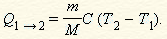 Q₁ → ₂ = m/M C (T₂ − T₁).